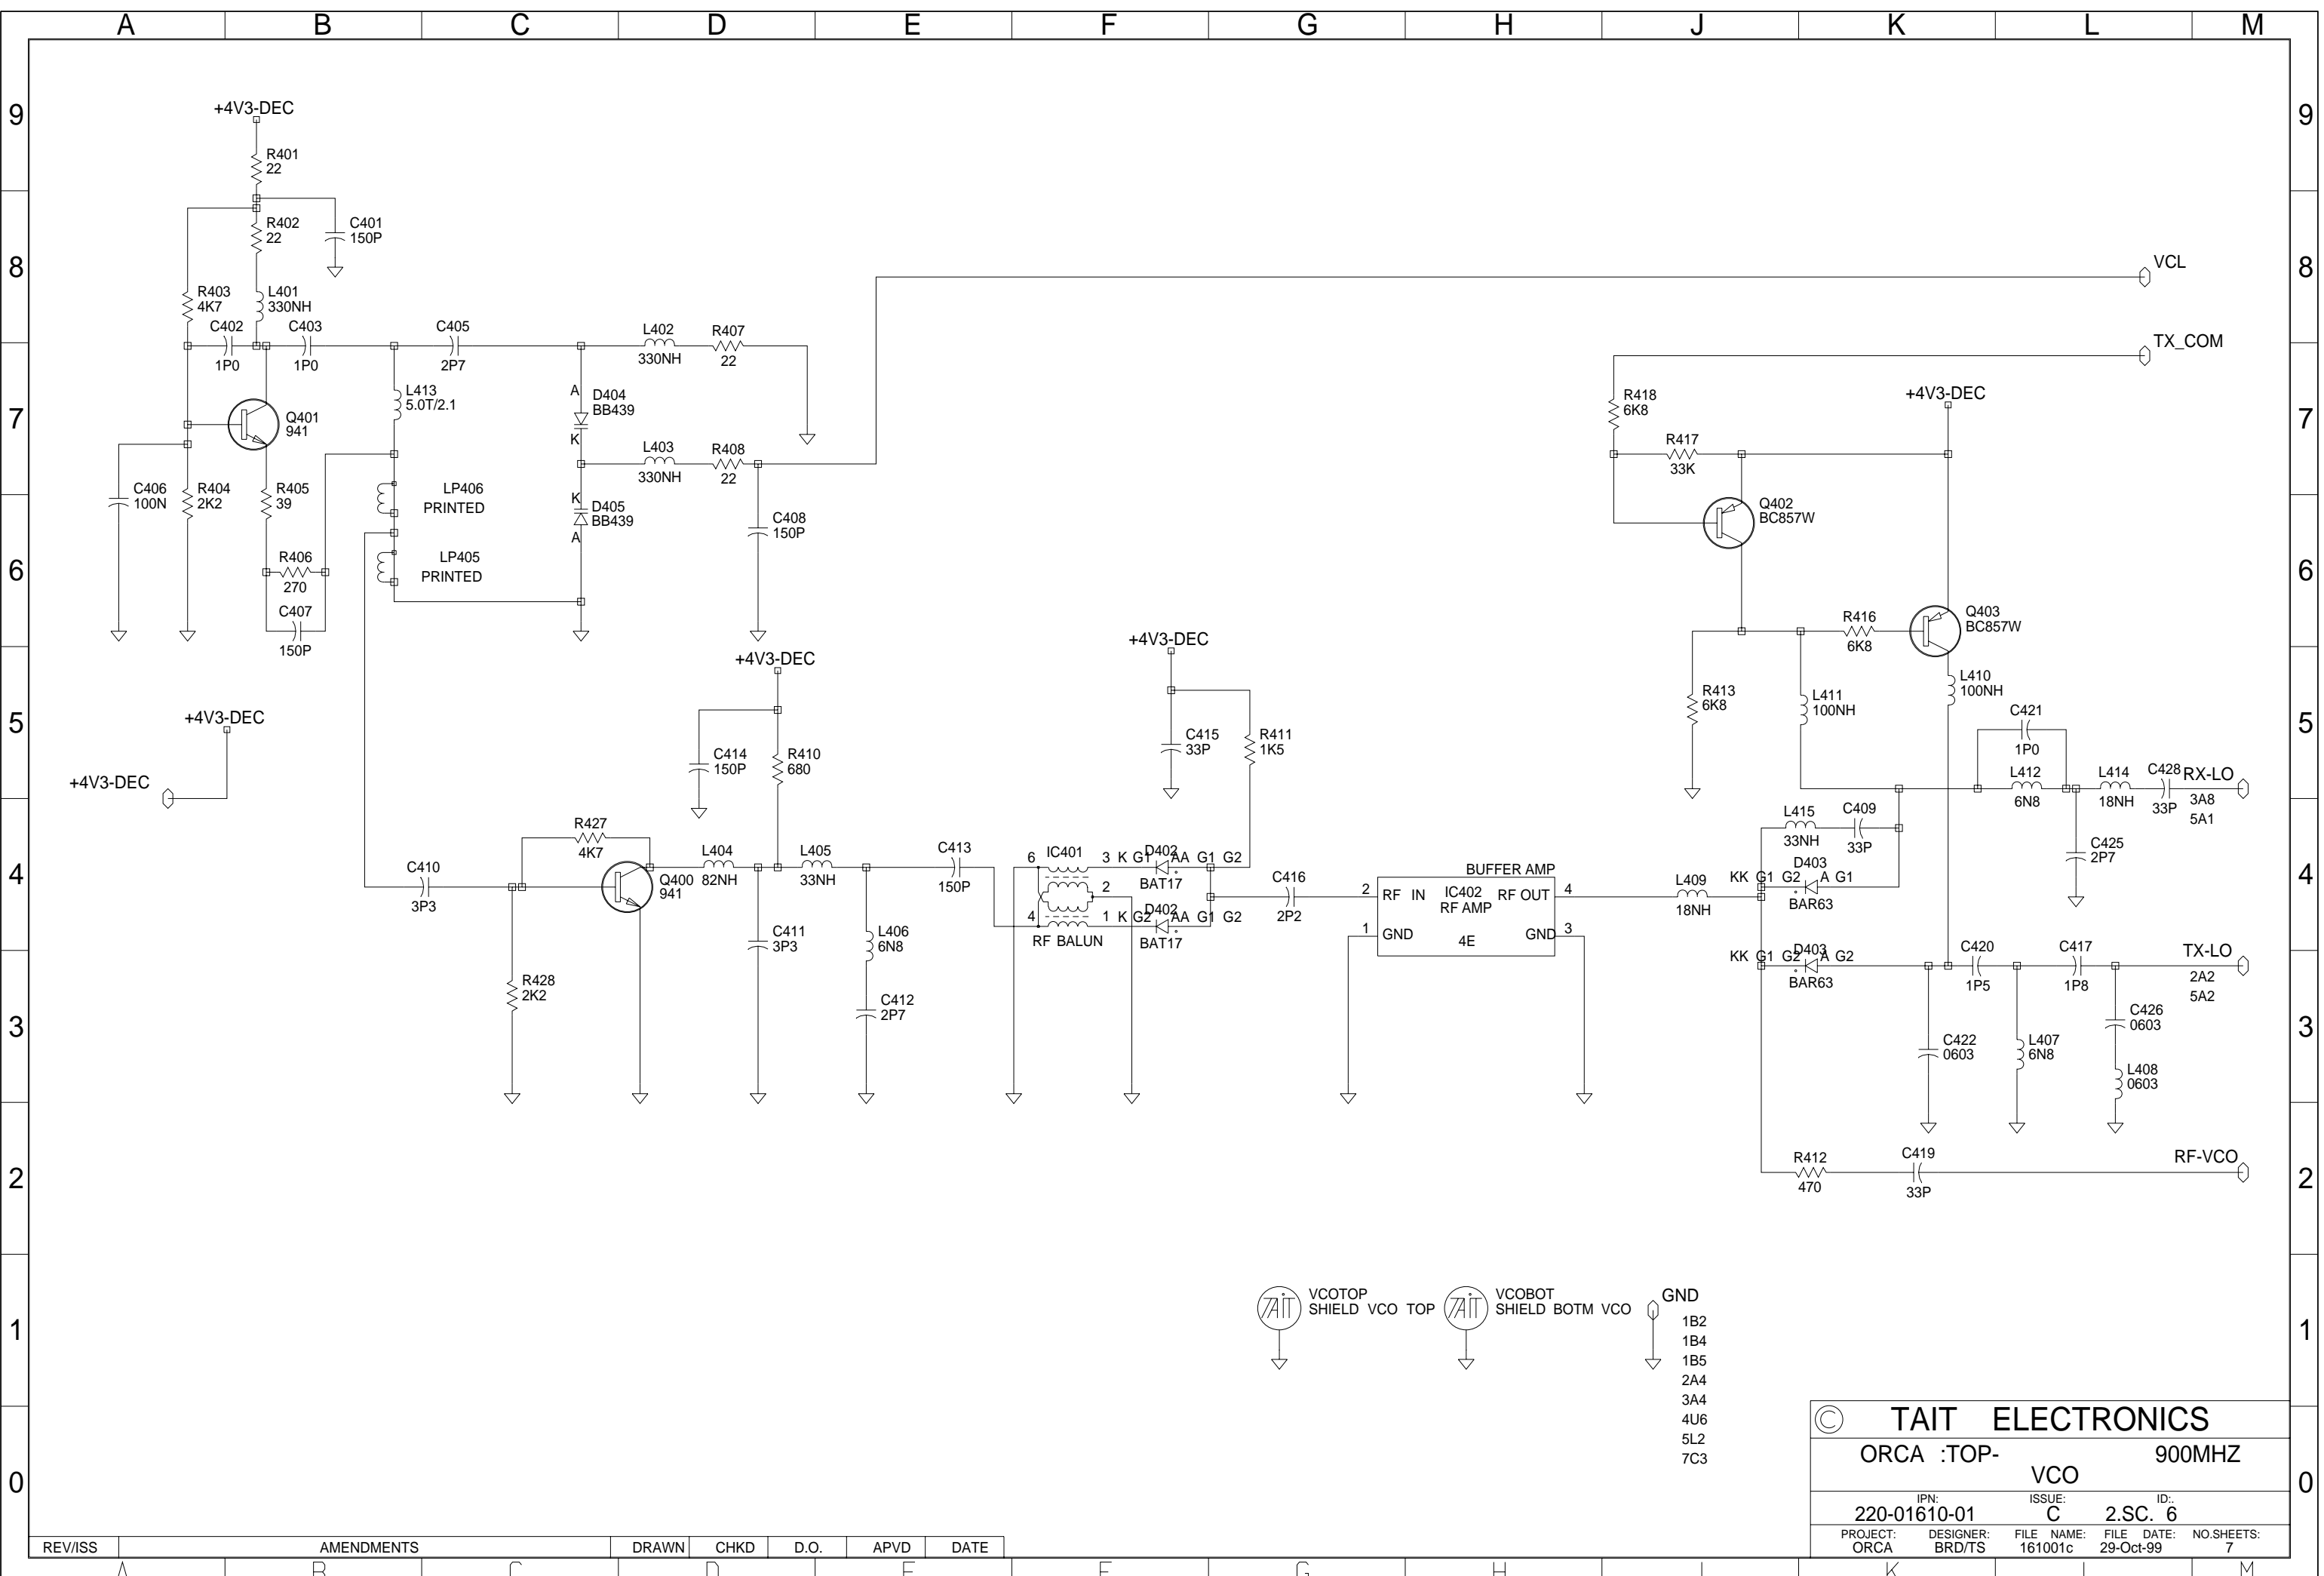 A B C D E F G H J K L M
9 9
8 8
7 7
6 6
5 5
4 4
3 3
2 2
1 1
0 0
+4V3-DEC
R401
22
R402
22
C401
150P
R403
4K7
L401
330NH
C402
1P0
C403
1P0
C405
2P7
L402
330NH
R407
22
VCL
TX_COM
L413
5.0T/2.1
Q401
941
A
D404
BB439
K
L403
330NH
R408
22
K
D405
BB439
A
C406
100N
R404
2K2
R405
39
LP406
PRINTED
C408
150P
R406
270
LP405
PRINTED
C407
150P
R418
6K8
R417
33K
+4V3-DEC
Q402
BC857W
R416
6K8
Q403
BC857W
+4V3-DEC
+4V3-DEC
+4V3-DEC
+4V3-DEC
C414
150P
R410
680
C415
33P
R411
1K5
R413
6K8
L411
100NH
L410
100NH
C421
1P0
L412
6N8
L414
18NH
C428
33P
RX-LO
3A8
5A1
R427
4K7
C410
3P3
Q400
941
L404
82NH
L405
33NH
C413
150P
6
IC401
3 K G1 D402 AA G1 G2
BAT17
2
4
1 K G2 D402 AA G1 G2
BAT17
RF BALUN
C416
2P2
BUFFER AMP
2 RF IN IC402 RF OUT 4
RF AMP
1 GND 4E GND 3
L409
18NH
L415
33NH
C409
33P
KK G1 G2 D403 A G1
BAR63
C425
2P7
KK G1 G2 D403 A G2
BAR63
C420
1P5
C417
1P8
TX-LO
2A2
5A2
R428
2K2
C411
3P3
L406
6N8
C412
2P7
C422
0603
L407
6N8
C426
0603
L408
0603
R412
470
C419
33P
RF-VCO
TAIT
VCOTOP
SHIELD VCO TOP
TAIT
VCOBOT
SHIELD BOTM VCO
GND
1B2
1B4
1B5
2A4
3A4
4U6
5L2
7C3
© TAIT ELECTRONICS
ORCA :TOP- 900MHZ
VCO
IPN: ISSUE: ID:.
220-01610-01 C 2.SC. 6
PROJECT: DESIGNER: FILE NAME: FILE DATE: NO.SHEETS:
ORCA BRD/TS 161001c 29-Oct-99 7
REV/ISS AMENDMENTS DRAWN CHKD D.O. APVD DATE
A B C D E F G H J K L M